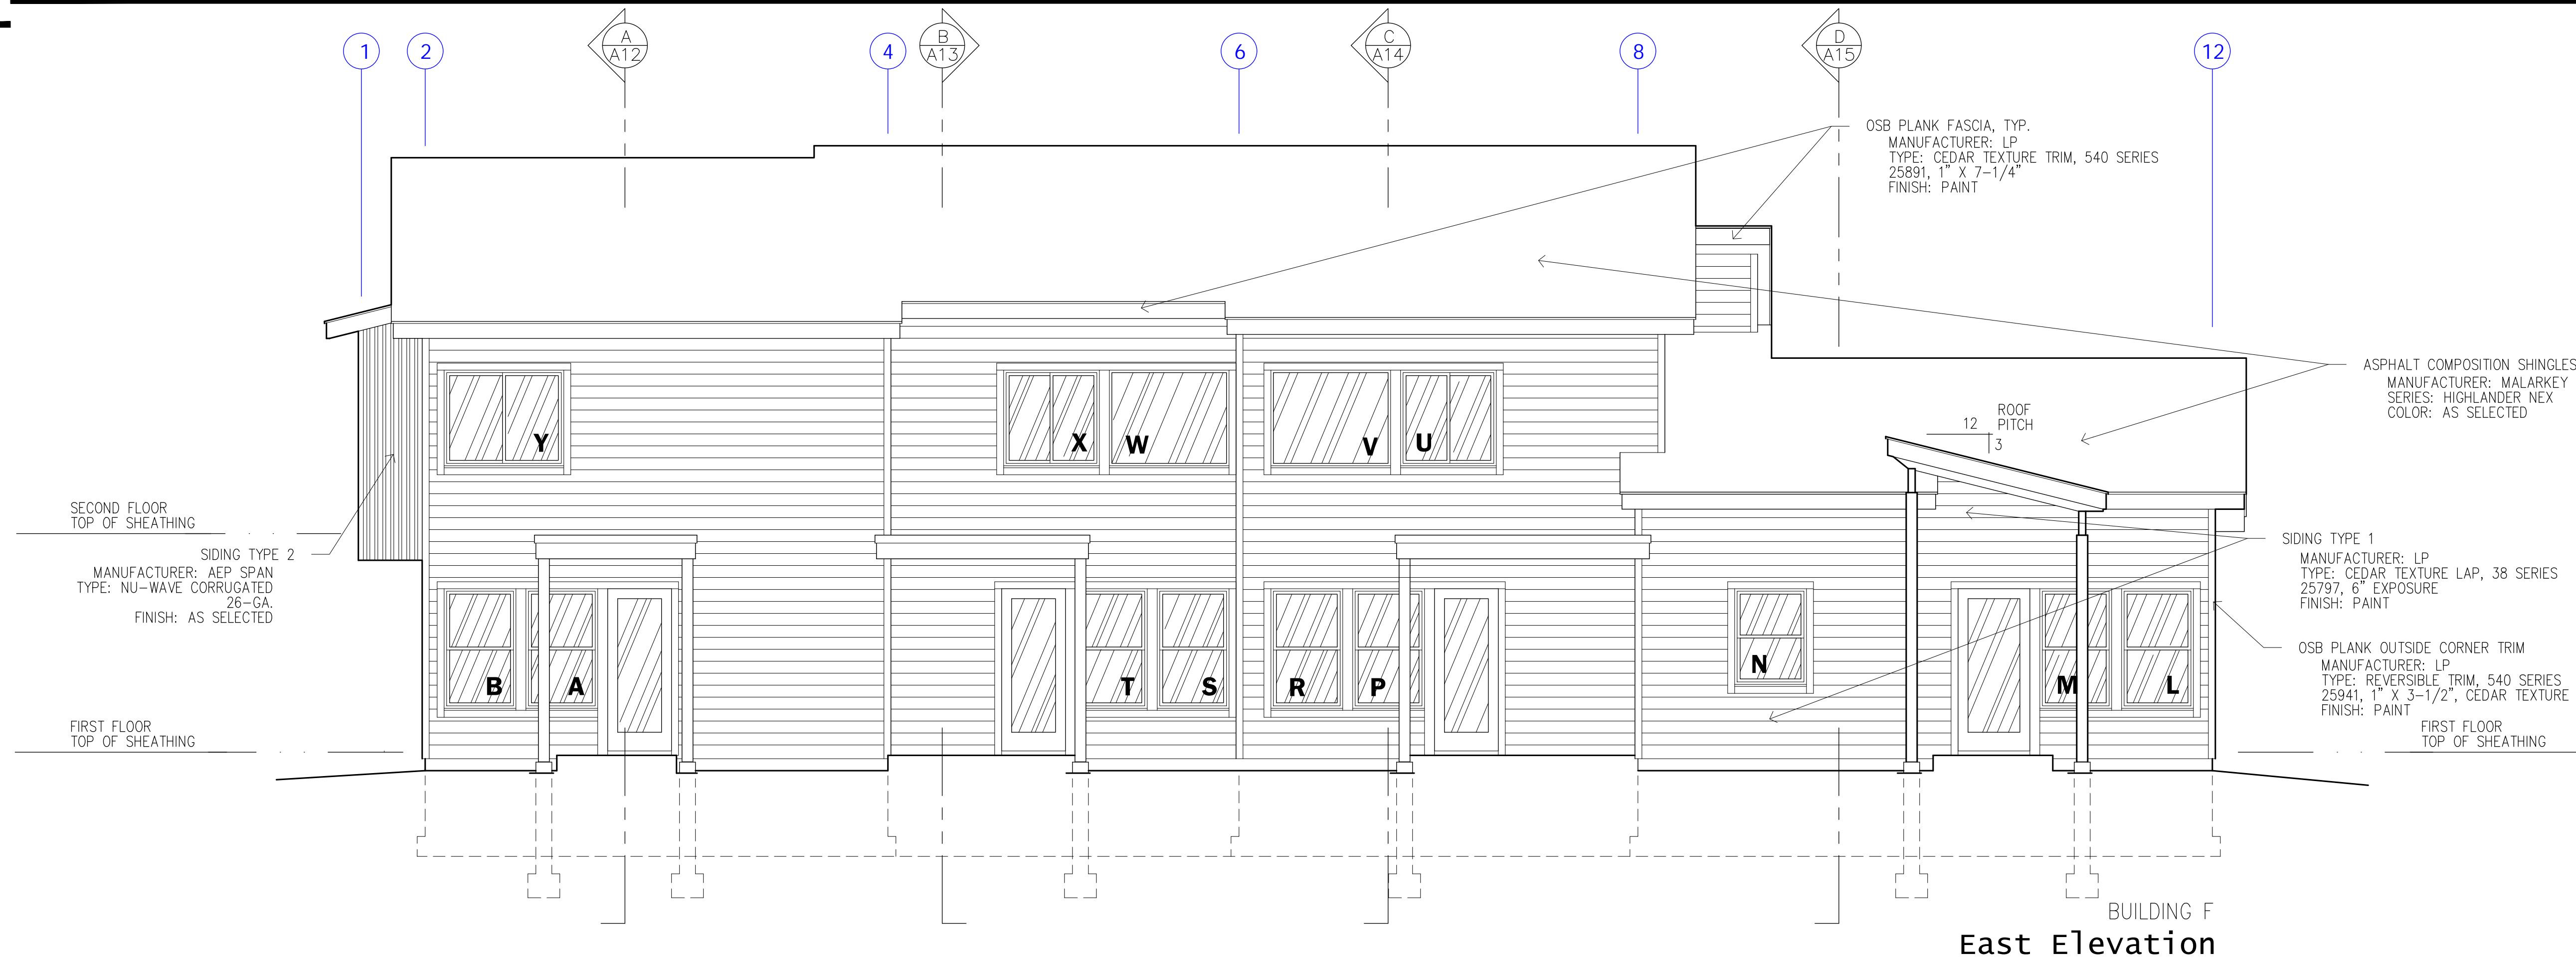 1
2
A
A12
B
A13
4
6
C
A14
8
D
A15
12
OSB PLANK FASCIA, TYP.
MANUFACTURER: LP
TYPE: CEDAR TEXTURE TRIM, 540 SERIES
25891, 1" X 7-1/4"
FINISH: PAINT
ASPHALT COMPOSITION SHINGLES
MANUFACTURER: MALARKEY
SERIES: HIGHLANDER NEX
COLOR: AS SELECTED
ROOF
PITCH
12
3
Y
X
W
V
U
SECOND FLOOR
TOP OF SHEATHING
SIDING TYPE 2
MANUFACTURER: AEP SPAN
TYPE: NU-WAVE CORRUGATED
26-GA.
FINISH: AS SELECTED
SIDING TYPE 1
MANUFACTURER: LP
TYPE: CEDAR TEXTURE LAP, 38 SERIES
25797, 6" EXPOSURE
FINISH: PAINT
OSB PLANK OUTSIDE CORNER TRIM
MANUFACTURER: LP
TYPE: REVERSIBLE TRIM, 540 SERIES
25941, 1" X 3-1/2", CEDAR TEXTURE
FINISH: PAINT
B
A
T
S
R
P
N
M
L
FIRST FLOOR
TOP OF SHEATHING
FIRST FLOOR
TOP OF SHEATHING
BUILDING F
East Elevation